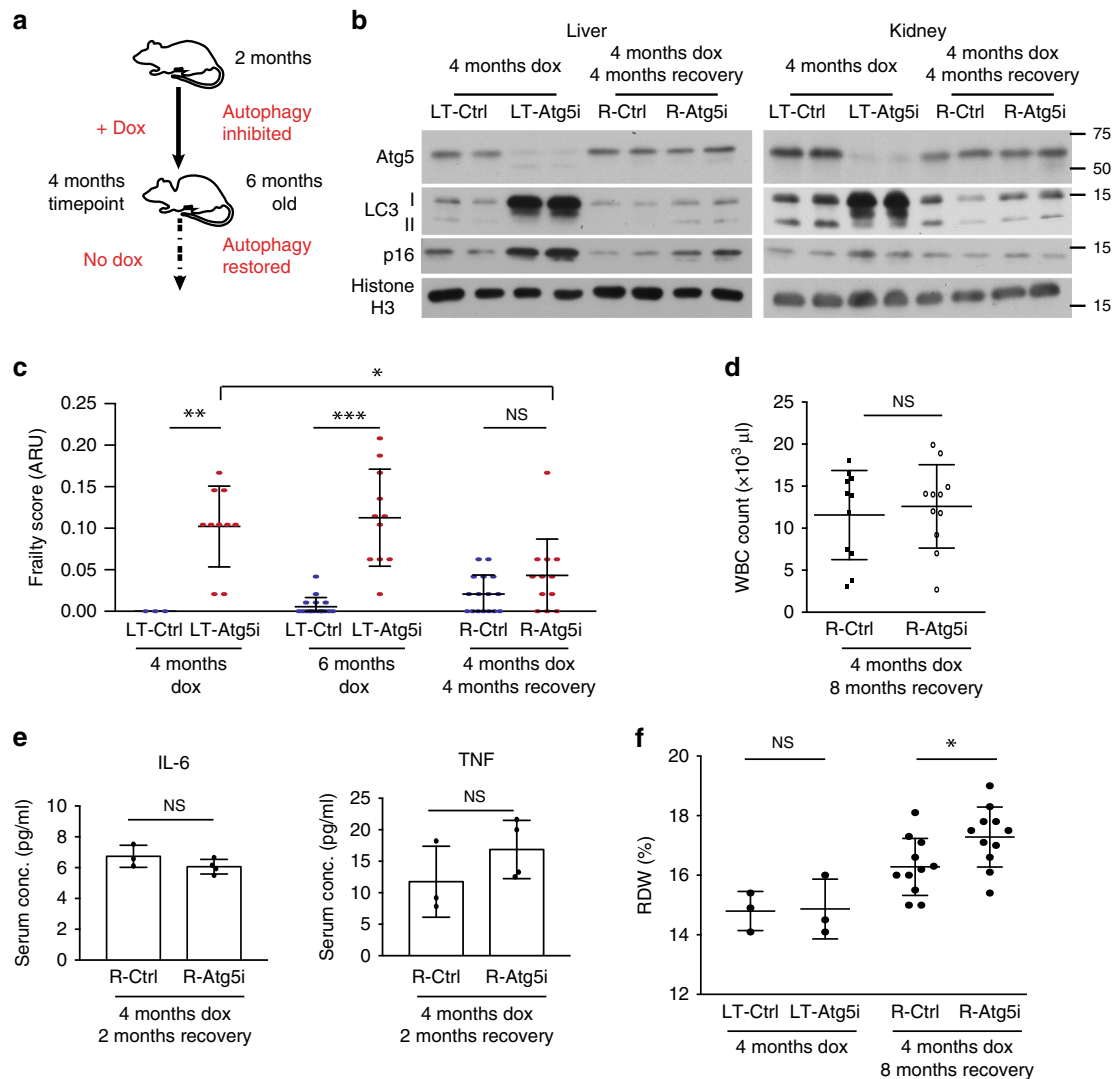 a
2 months
+ Dox
Autophagy
inhibited
4 months
timepoint
6 months
old
No dox
Autophagy
restored
b
Liver
Kidney
4 months dox
4 months dox
4 months recovery
4 months dox
4 months dox
4 months recovery
LT-Ctrl LT-Atg5i R-Ctrl R-Atg5i
LT-Ctrl LT-Atg5i R-Ctrl R-Atg5i
Atg5
LC3 I
II
p16
Histone
H3
75
50
15
15
15
c
Frailty score (ARU)
0.25
0.20
0.15
0.10
0.05
0.00
**
***
NS
*
LT-Ctrl LT-Atg5i LT-Ctrl LT-Atg5i R-Ctrl R-Atg5i
4 months
dox
6 months
dox
4 months dox
4 months recovery
d
WBC count (×10³ µl)
25
20
15
10
5
0
NS
R-Ctrl R-Atg5i
4 months dox
8 months recovery
e
IL-6
Serum conc. (pg/ml)
10
8
6
4
2
0
NS
R-Ctrl R-Atg5i
4 months dox
2 months recovery
TNF
Serum conc. (pg/ml)
25
20
15
10
5
0
NS
R-Ctrl R-Atg5i
4 months dox
2 months recovery
f
RDW (%)
20
18
16
14
12
NS
*
LT-Ctrl LT-Atg5i R-Ctrl R-Atg5i
4 months dox
4 months dox
8 months recovery